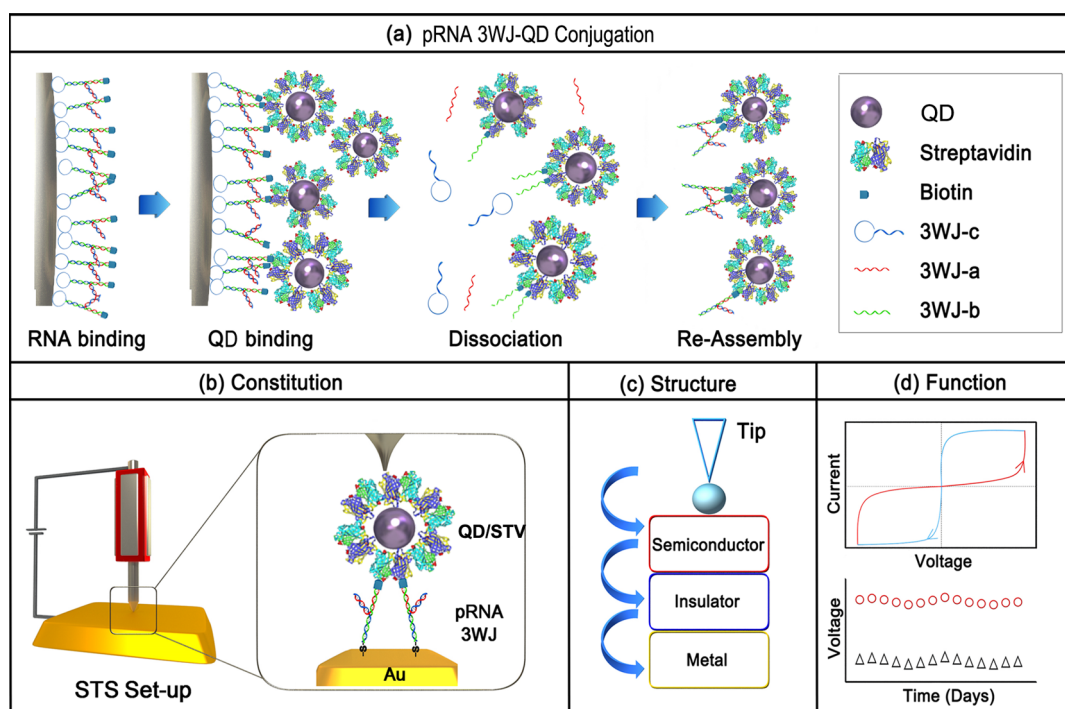 (a) pRNA 3WJ-QD Conjugation
RNA binding
QD binding
Dissociation
Re-Assembly
QD
Streptavidin
Biotin
3WJ-c
3WJ-a
3WJ-b
(b) Constitution
STS Set-up
QD/STV
pRNA
3WJ
-S
S-
Au
(c) Structure
Tip
Semiconductor
Insulator
Metal
(d) Function
Current
Voltage
Voltage
Time (Days)